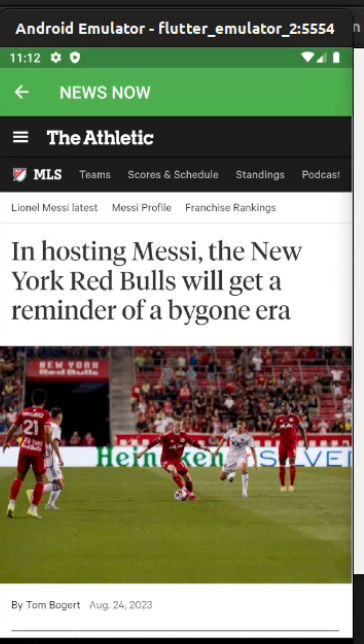 Android Emulator - flutter_emulator_2:5554
11:12
NEWS NOW
The Athletic
MLS Teams Scores & Schedule Standings Podcast
Lionel Messi latest Messi Profile Franchise Rankings
In hosting Messi, the New
York Red Bulls will get a
reminder of a bygone era
NEW YORK
Red Bulls
21
Heineken
By Tom Bogert Aug. 24, 2023